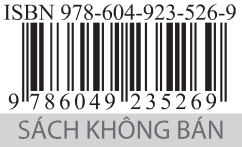 ISBN 978-604-923-526-9
9 786049 235269
SÁCH KHÔNG BÁN